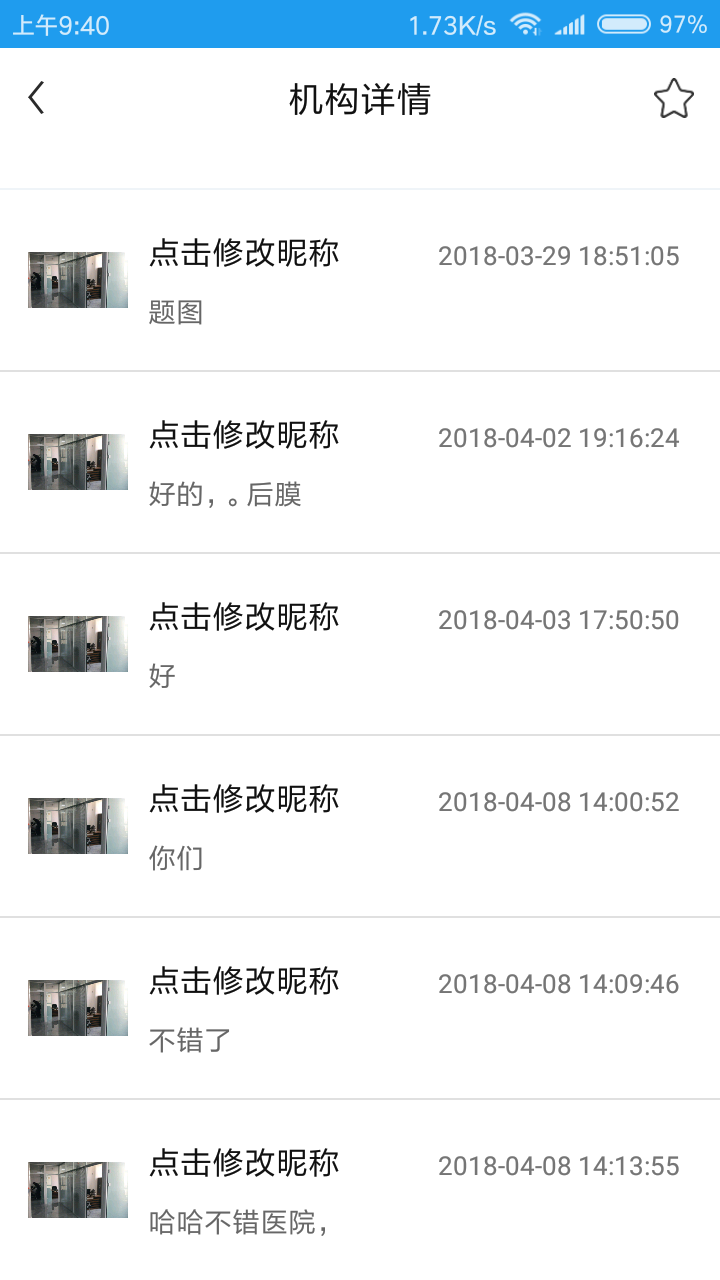 上午9:40 1.73K/s 97%
机构详情
点击修改昵称 2018-03-29 18:51:05
题图
点击修改昵称 2018-04-02 19:16:24
好的，。后膜
点击修改昵称 2018-04-03 17:50:50
好
点击修改昵称 2018-04-08 14:00:52
你们
点击修改昵称 2018-04-08 14:09:46
不错了
点击修改昵称 2018-04-08 14:13:55
哈哈不错医院，